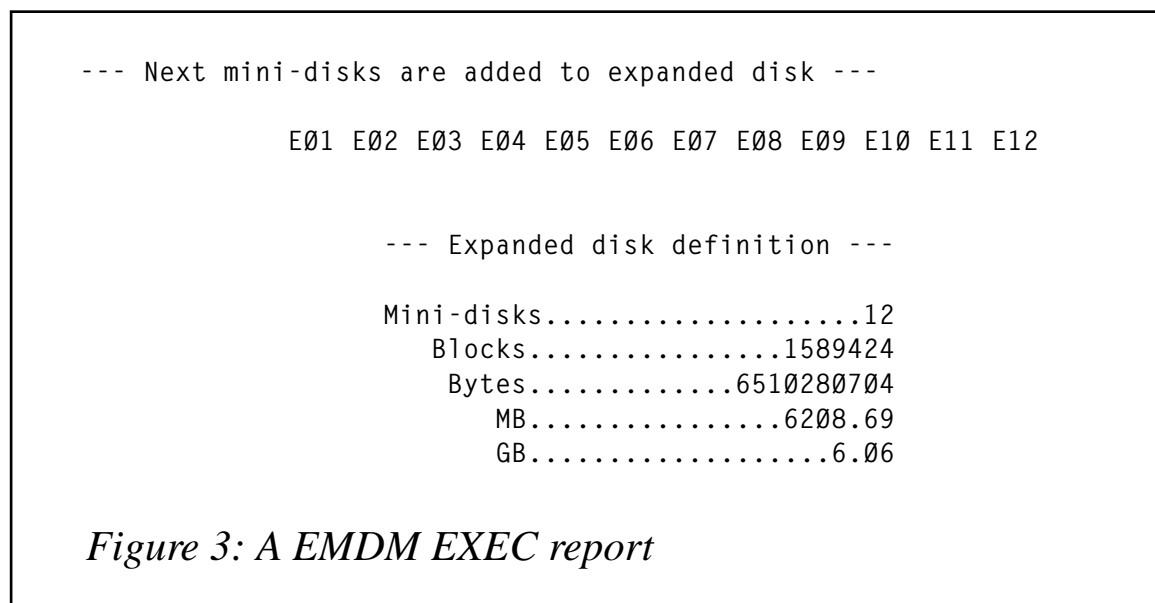 --- Next mini-disks are added to expanded disk ---
EØ1 EØ2 EØ3 EØ4 EØ5 EØ6 EØ7 EØ8 EØ9 E1Ø E11 E12
--- Expanded disk definition ---
Mini-disks....................12
Blocks................1589424
Bytes.............651Ø28Ø7Ø4
MB................62Ø8.69
GB...................6.Ø6
Figure 3: A EMDM EXEC report